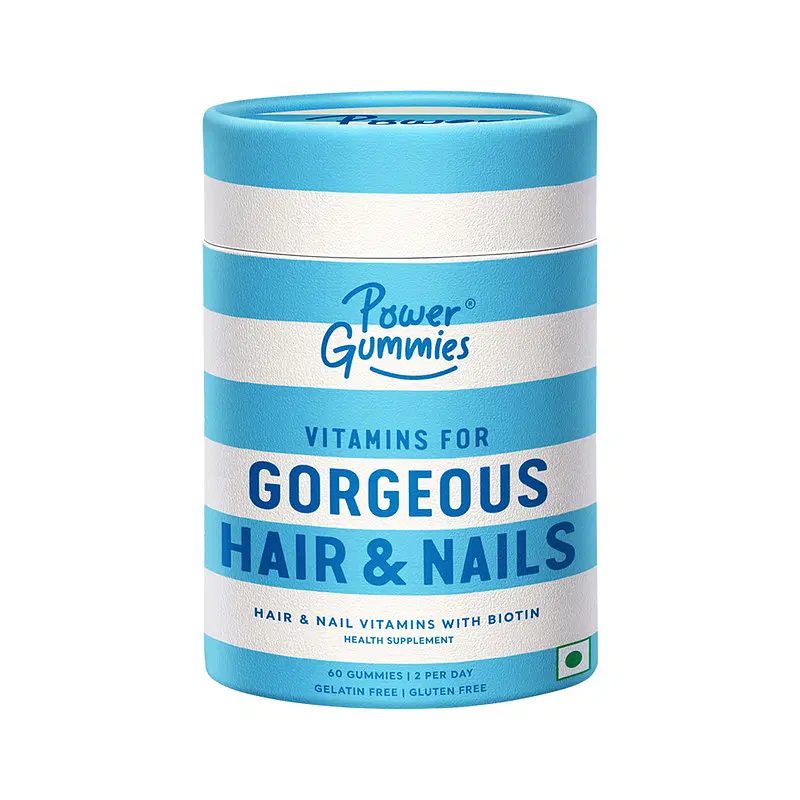 Power
Power®
Gummies
VITAMINS FOR
GORGEOUS
HAIR & NAILS
HAIR & NAIL VITAMINS WITH BIOTIN
HEALTH SUPPLEMENT
60 GUMMIES | 2 PER DAY
GELATIN FREE | GLUTEN FREE